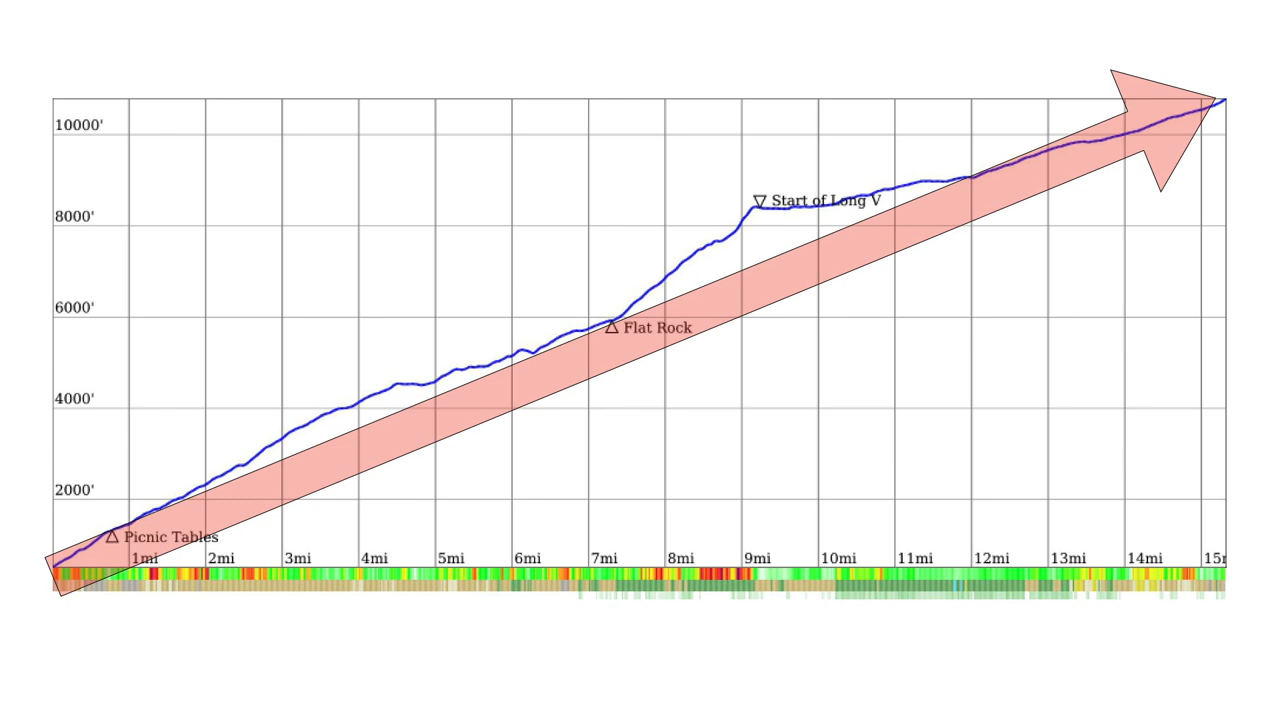 10000'
Start of Long V
8000'
6000'
Flat Rock
4000'
2000'
Picnic Tables
1mi 2mi 3mi 4mi 5mi 6mi 7mi 8mi 9mi 10mi 11mi 12mi 13mi 14mi 15m